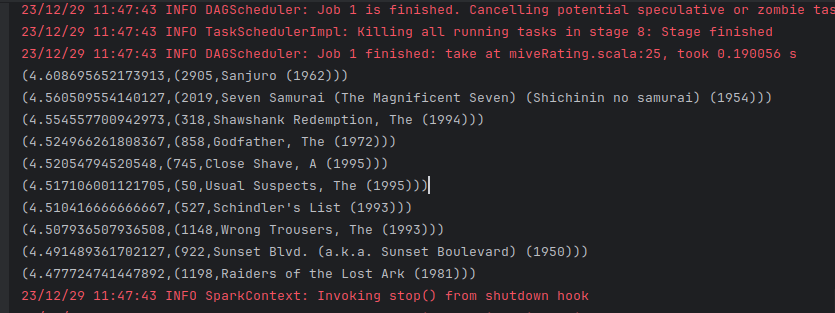 23/12/29 11:47:43 INFO DAGScheduler: Job 1 is finished. Cancelling potential speculative or zombie tas
23/12/29 11:47:43 INFO TaskSchedulerImpl: Killing all running tasks in stage 8: Stage finished
23/12/29 11:47:43 INFO DAGScheduler: Job 1 finished: take at miveRating.scala:25, took 0.190056 s
(4.608695652173913,(2905,Sanjuro (1962)))
(4.560509554140127,(2019,Seven Samurai (The Magnificent Seven) (Shichinin no samurai) (1954)))
(4.554557700942973,(318,Shawshank Redemption, The (1994)))
(4.524966261808367,(858,Godfather, The (1972)))
(4.52054794520548,(745,Close Shave, A (1995)))
(4.517106001121705,(50,Usual Suspects, The (1995)))
(4.510416666666667,(527,Schindler's List (1993)))
(4.507936507936508,(1148,Wrong Trousers, The (1993)))
(4.491489361702127,(922,Sunset Blvd. (a.k.a. Sunset Boulevard) (1950)))
(4.477724741447892,(1198,Raiders of the Lost Ark (1981)))
23/12/29 11:47:43 INFO SparkContext: Invoking stop() from shutdown hook